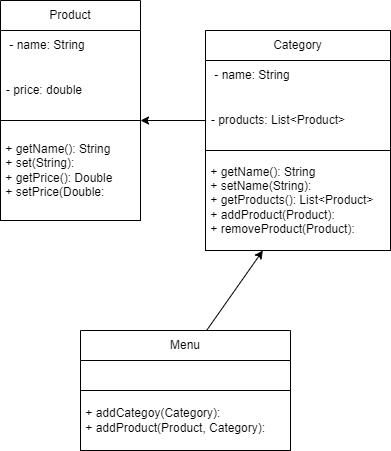 Product
- name: String
- price: double
+ getName(): String
+ set(String):
+ getPrice(): Double
+ setPrice(Double:
Category
- name: String
- products: List<Product>
+ getName(): String
+ setName(String):
+ getProducts(): List<Product>
+ addProduct(Product):
+ removeProduct(Product):
Menu
+ addCategoy(Category):
+ addProduct(Product, Category):